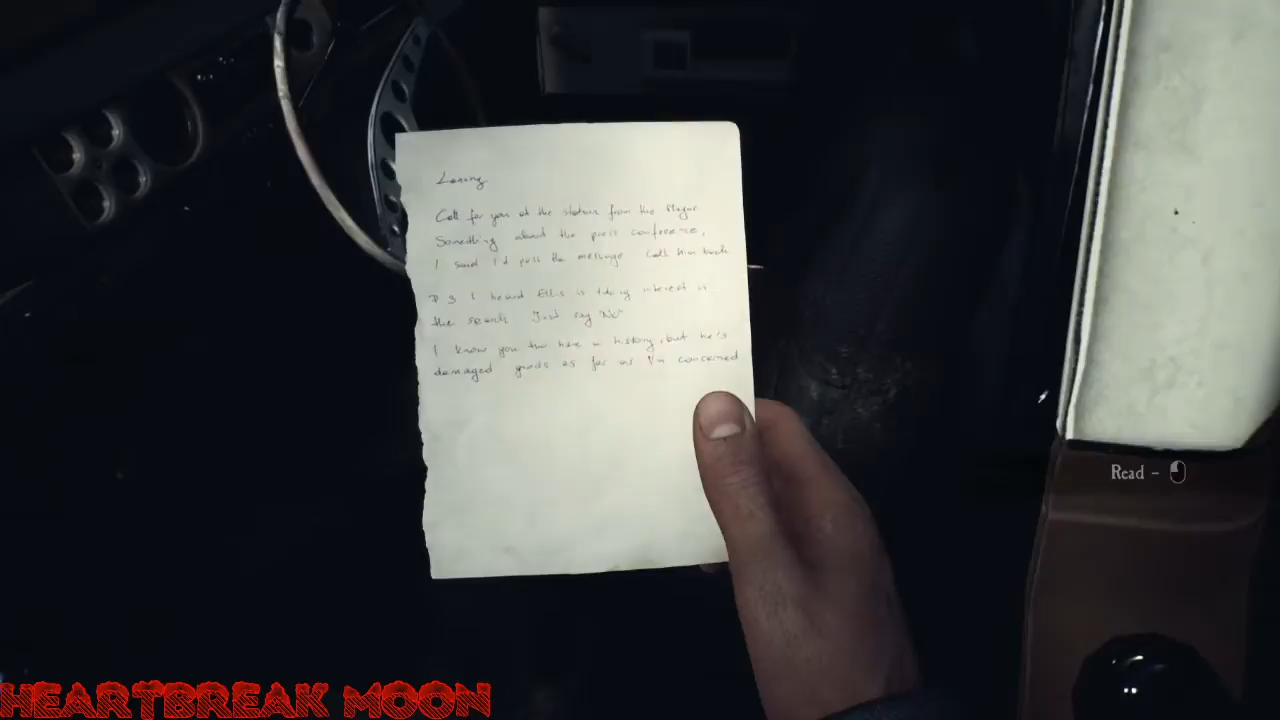 Lanning
Call for you at the station from the Mayor
Something about the press conference,
I said I'd pass the message Call him back
P S I heard Ellis is taking interest in
the search Just say "No"
I know you two have a history, but he's
damaged goods as far as I'm concerned
Read -
HEARTBREAK MOON